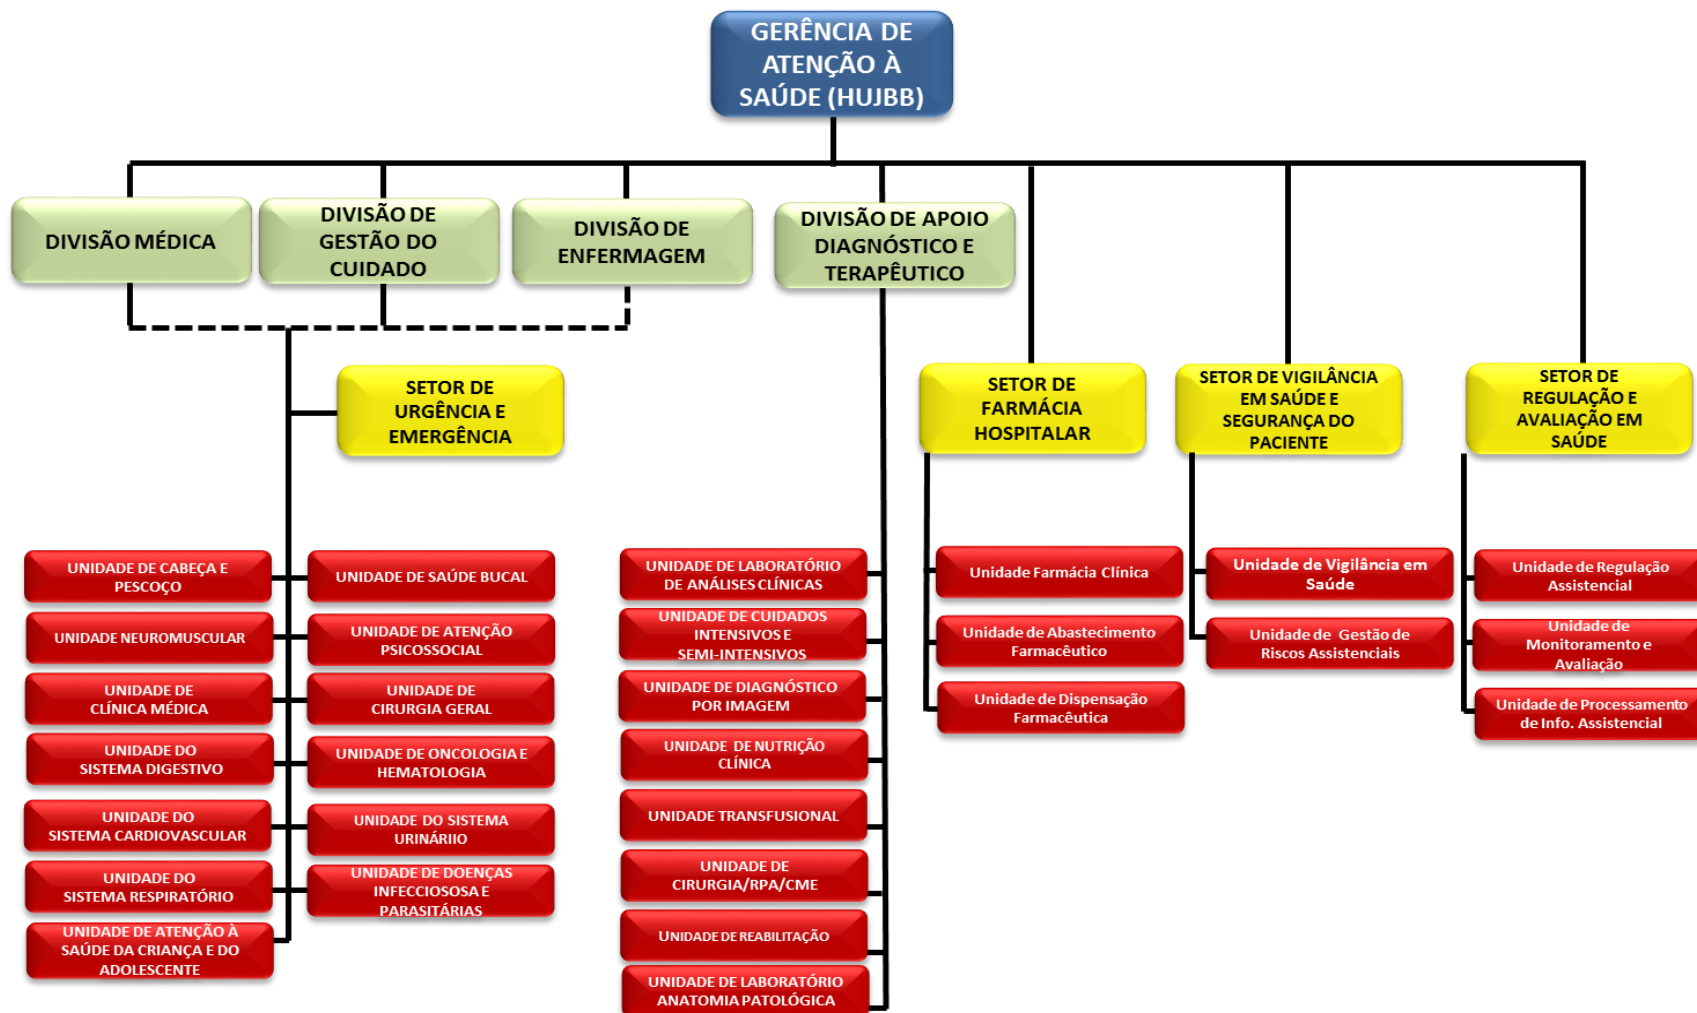 GERÊNCIA DE
ATENÇÃO À
SAÚDE (HUJBB)
DIVISÃO MÉDICA
DIVISÃO DE
GESTÃO DO
CUIDADO
DIVISÃO DE
ENFERMAGEM
DIVISÃO DE APOIO
DIAGNÓSTICO E
TERAPÊUTICO
SETOR DE
URGÊNCIA E
EMERGÊNCIA
SETOR DE
FARMÁCIA
HOSPITALAR
SETOR DE VIGILÂNCIA
EM SAÚDE E
SEGURANÇA DO
PACIENTE
SETOR DE
REGULAÇÃO E
AVALIAÇÃO EM
SAÚDE
UNIDADE DE CABEÇA E
PESCOÇO
UNIDADE NEUROMUSCULAR
UNIDADE DE
CLÍNICA MÉDICA
UNIDADE DO
SISTEMA DIGESTIVO
UNIDADE DO
SISTEMA CARDIOVASCULAR
UNIDADE DO
SISTEMA RESPIRATÓRIO
UNIDADE DE ATENÇÃO À
SAÚDE DA CRIANÇA E DO
ADOLESCENTE
UNIDADE DE SAÚDE BUCAL
UNIDADE DE ATENÇÃO
PSICOSSOCIAL
UNIDADE DE
CIRURGIA GERAL
UNIDADE DE ONCOLOGIA E
HEMATOLOGIA
UNIDADE DO SISTEMA
URINÁRIIO
UNIDADE DE DOENÇAS
INFECCIOSOSA E
PARASITÁRIAS
UNIDADE DE LABORATÓRIO
DE ANÁLISES CLÍNICAS
UNIDADE DE CUIDADOS
INTENSIVOS E
SEMI-INTENSIVOS
UNIDADE DE DIAGNÓSTICO
POR IMAGEM
UNIDADE DE NUTRIÇÃO
CLÍNICA
UNIDADE TRANSFUSIONAL
UNIDADE DE
CIRURGIA/RPA/CME
UNIDADE DE REABILITAÇÃO
UNIDADE DE LABORATÓRIO
ANATOMIA PATOLÓGICA
Unidade Farmácia Clínica
Unidade de Abastecimento
Farmacêutico
Unidade de Dispensação
Farmacêutica
Unidade de Vigilância em
Saúde
Unidade de Gestão de
Riscos Assistenciais
Unidade de Regulação
Assistencial
Unidade de
Monitoramento e
Avaliação
Unidade de Processamento
de Info. Assistencial